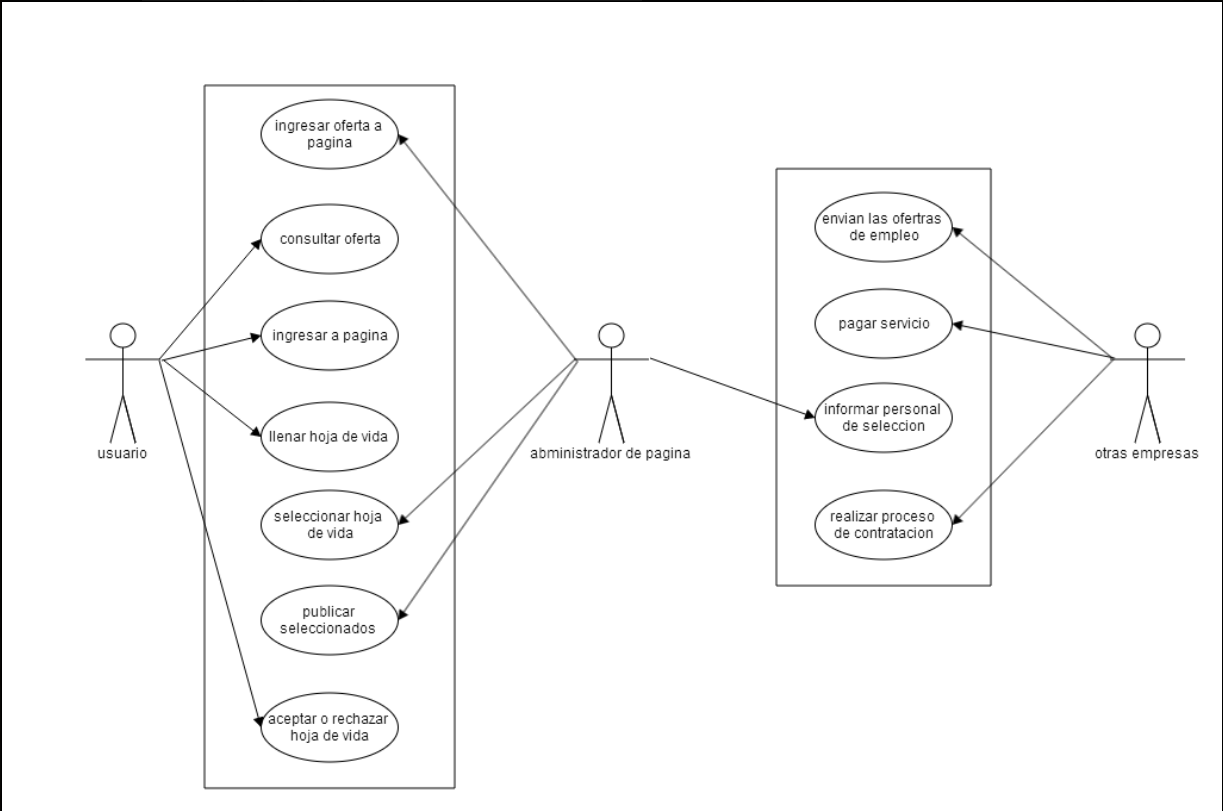 ingresar oferta a
pagina
consultar oferta
ingresar a pagina
llenar hoja de vida
seleccionar hoja
de vida
publicar
seleccionados
aceptar o rechazar
hoja de vida
usuario
abministrador de pagina
envian las ofertras
de empleo
pagar servicio
informar personal
de seleccion
realizar proceso
de contratacion
otras empresas